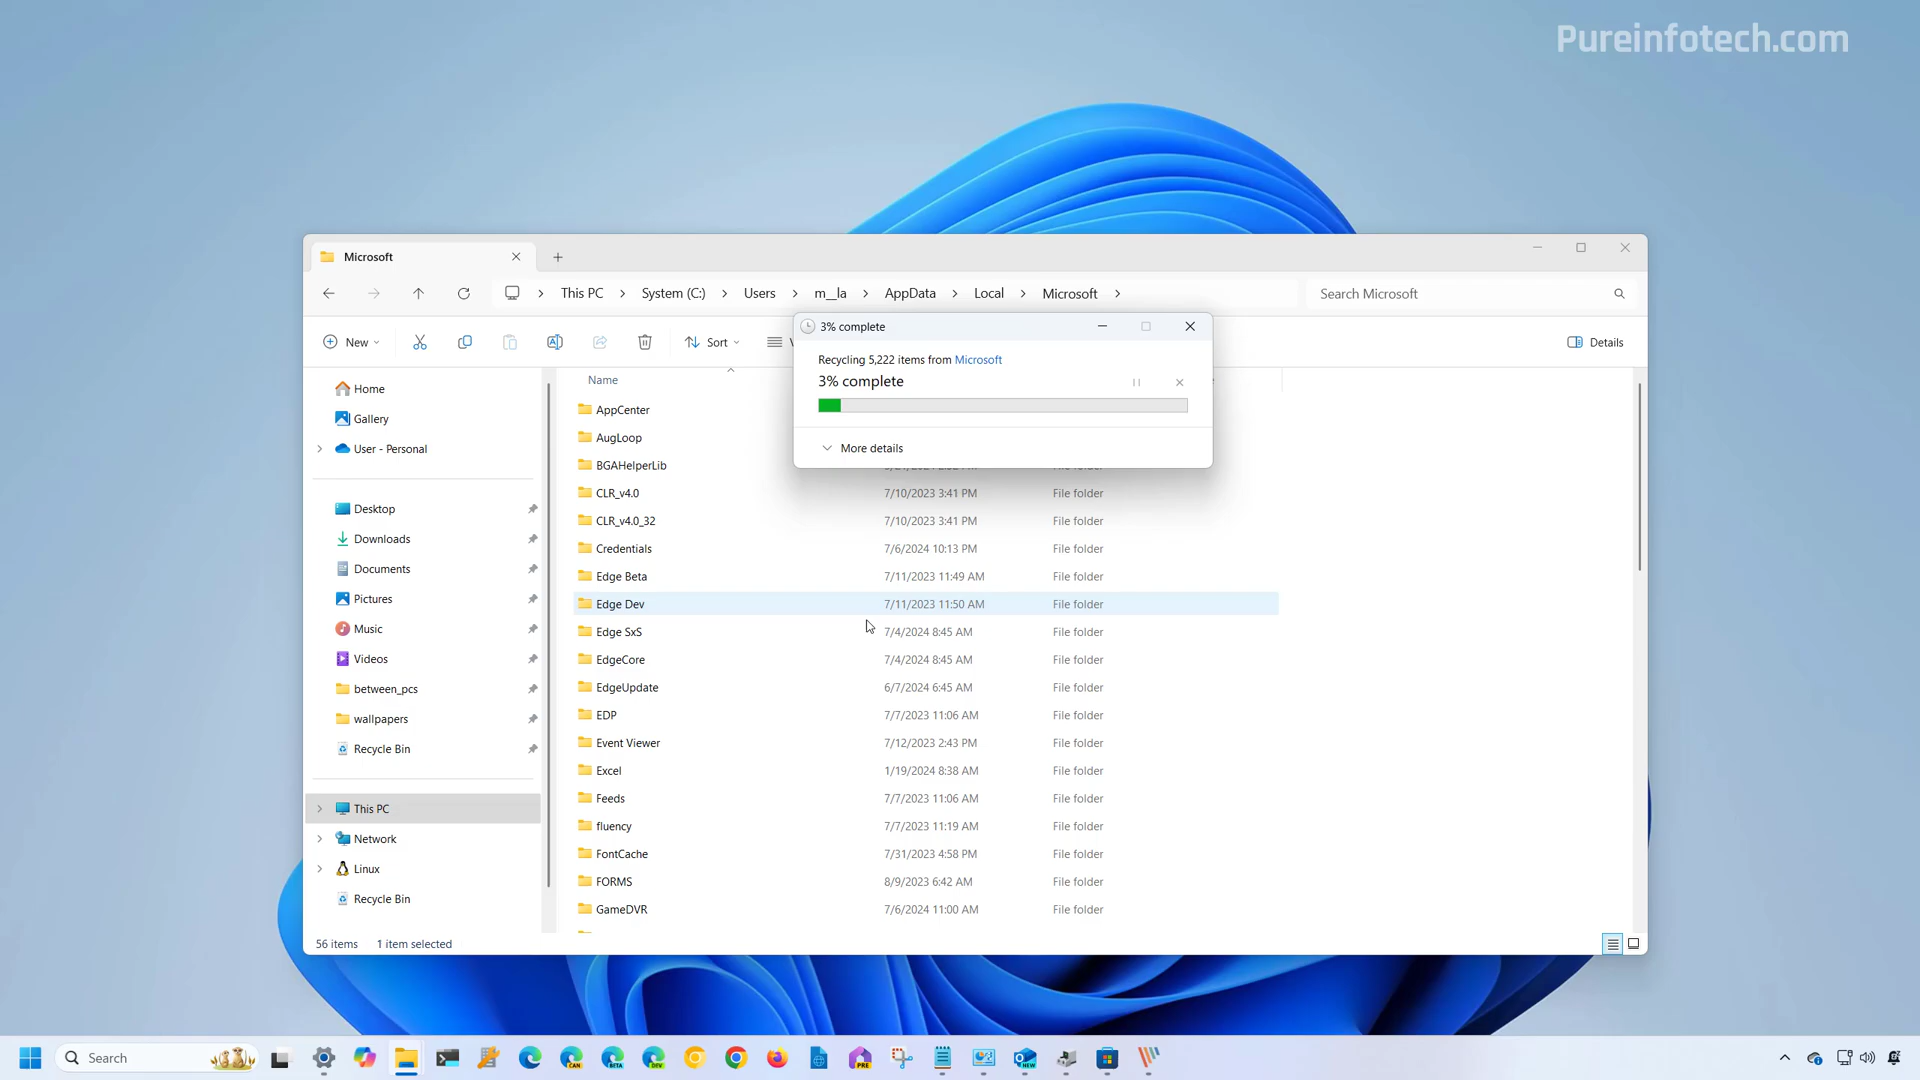 Pureinfotech.com
Microsoft
This PC
System (C:)
Users
m__la
AppData
Local
Microsoft
Search Microsoft
3% complete
New
Sort
Details
Recycling 5,222 items from Microsoft
3% complete
More details
Home
Gallery
User - Personal
Desktop
Downloads
Documents
Pictures
Music
Videos
between_pcs
wallpapers
Recycle Bin
This PC
Network
Linux
Recycle Bin
Name
AppCenter
AugLoop
BGAHelperLib
CLR_v4.0 7/10/2023 3:41 PM File folder
CLR_v4.0_32 7/10/2023 3:41 PM File folder
Credentials 7/6/2024 10:13 PM File folder
Edge Beta 7/11/2023 11:49 AM File folder
Edge Dev 7/11/2023 11:50 AM File folder
Edge SxS 7/4/2024 8:45 AM File folder
EdgeCore 7/4/2024 8:45 AM File folder
EdgeUpdate 6/7/2024 6:45 AM File folder
EDP 7/7/2023 11:06 AM File folder
Event Viewer 7/12/2023 2:43 PM File folder
Excel 1/19/2024 8:38 AM File folder
Feeds 7/7/2023 11:06 AM File folder
fluency 7/7/2023 11:19 AM File folder
FontCache 7/31/2023 4:58 PM File folder
FORMS 8/9/2023 6:42 AM File folder
GameDVR 7/6/2024 11:00 AM File folder
56 items 1 item selected
Search
CAN
BETA
DEV
PRE
NEW